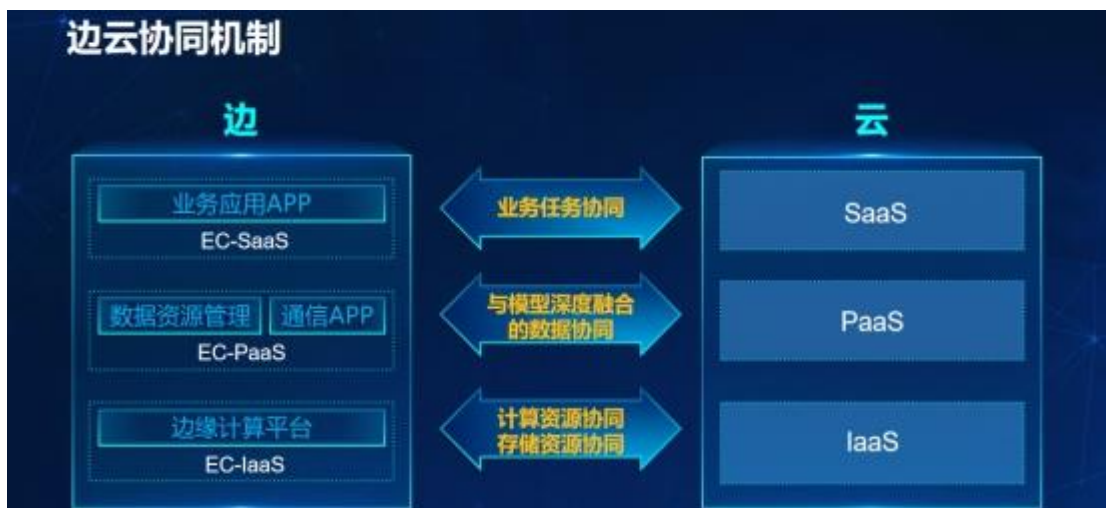 边云协同机制
边
云
业务应用APP
EC-SaaS
业务任务协同
SaaS
数据资源管理
通信APP
EC-PaaS
与模型深度融合
的数据协同
PaaS
边缘计算平台
EC-IaaS
计算资源协同
存储资源协同
IaaS